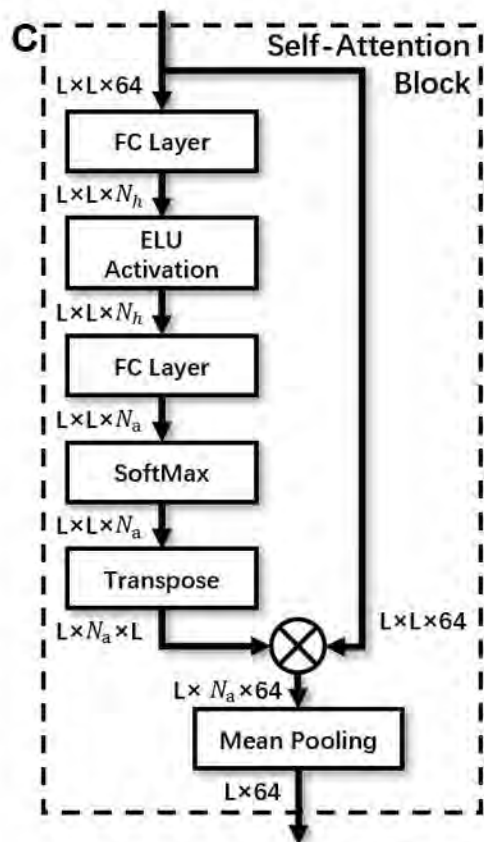 C
Self-Attention
Block
L×L×64
FC Layer
L×L×N_h
ELU
Activation
L×L×N_h
FC Layer
L×L×N_a
SoftMax
L×L×N_a
Transpose
L×N_a×L
L×L×64
L× N_a×64
Mean Pooling
L×64